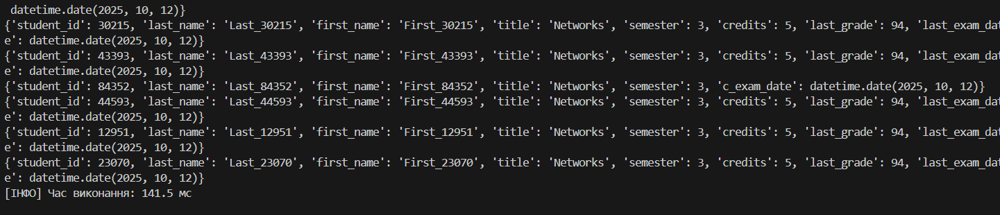 datetime.date(2025, 10, 12)}
{'student_id': 30215, 'last_name': 'Last_30215', 'first_name': 'First_30215', 'title': 'Networks', 'semester': 3, 'credits': 5, 'last_grade': 94, 'last_exam_dat
e': datetime.date(2025, 10, 12)}
{'student_id': 43393, 'last_name': 'Last_43393', 'first_name': 'First_43393', 'title': 'Networks', 'semester': 3, 'credits': 5, 'last_grade': 94, 'last_exam_dat
e': datetime.date(2025, 10, 12)}
{'student_id': 84352, 'last_name': 'Last_84352', 'first_name': 'First_84352', 'title': 'Networks', 'semester': 3, 'c_exam_date': datetime.date(2025, 10, 12)}
{'student_id': 44593, 'last_name': 'Last_44593', 'first_name': 'First_44593', 'title': 'Networks', 'semester': 3, 'credits': 5, 'last_grade': 94, 'last_exam_dat
e': datetime.date(2025, 10, 12)}
{'student_id': 12951, 'last_name': 'Last_12951', 'first_name': 'First_12951', 'title': 'Networks', 'semester': 3, 'credits': 5, 'last_grade': 94, 'last_exam_dat
e': datetime.date(2025, 10, 12)}
{'student_id': 23070, 'last_name': 'Last_23070', 'first_name': 'First_23070', 'title': 'Networks', 'semester': 3, 'credits': 5, 'last_grade': 94, 'last_exam_dat
e': datetime.date(2025, 10, 12)}
[ІНФО] Час виконання: 141.5 мс